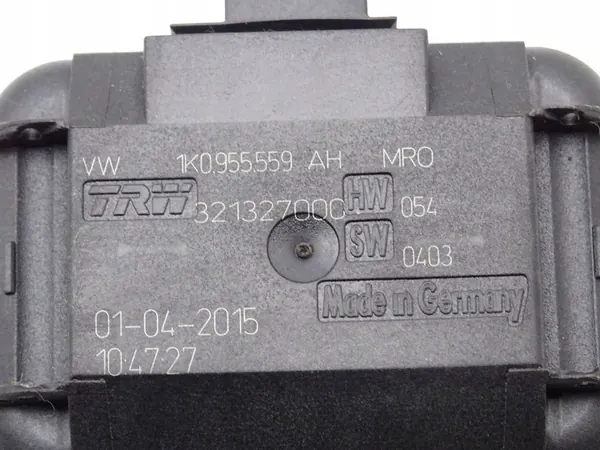 VW 1K0.955.559 AH MRO
TRW 321327000 HW 054
SW 0403
Made in Germany
01-04-2015
10:47:27